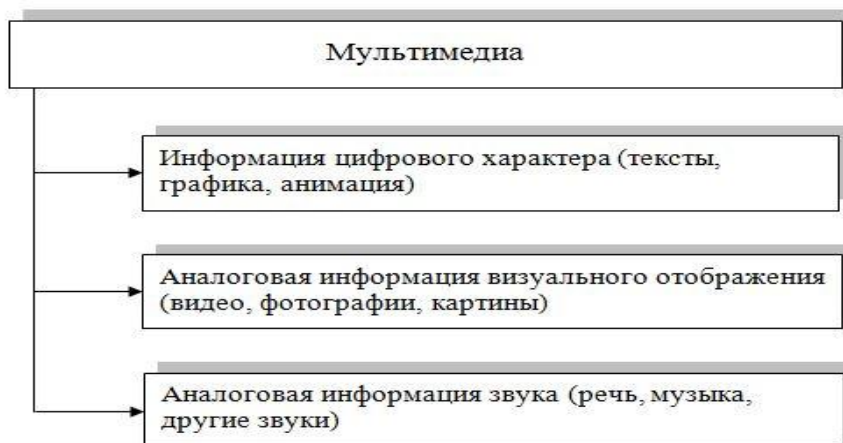 Мультимедиа
Информация цифрового характера (тексты,
графика, анимация)
Аналоговая информация визуального отображения
(видео, фотографии, картины)
Аналоговая информация звука (речь, музыка,
другие звуки)